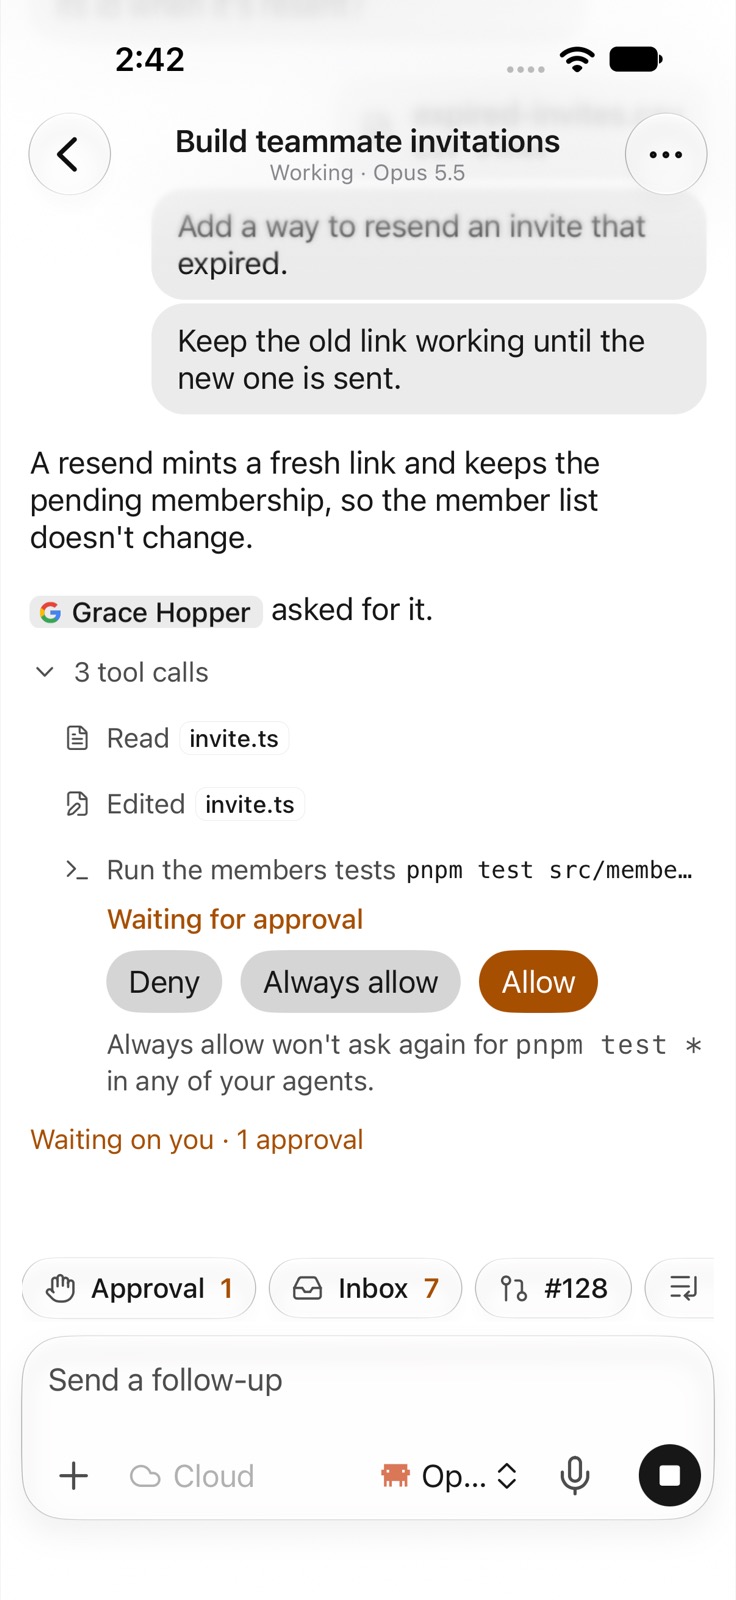 2:42
Build teammate invitations
Working · Opus 5.5
Add a way to resend an invite that
expired.
Keep the old link working until the
new one is sent.
A resend mints a fresh link and keeps the
pending membership, so the member list
doesn't change.
Grace Hopper asked for it.
3 tool calls
Read invite.ts
Edited invite.ts
Run the members tests pnpm test src/membe…
Waiting for approval
Deny Always allow Allow
Always allow won't ask again for pnpm test *
in any of your agents.
Waiting on you · 1 approval
Approval 1 Inbox 7 #128
Send a follow-up
Cloud Op...